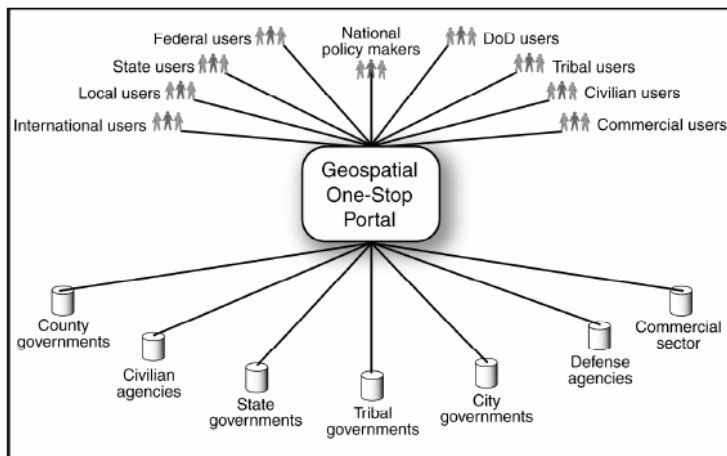 Federal users
National
policy makers
DoD users
State users
Tribal users
Local users
Civilian users
International users
Commercial users
Geospatial
One-Stop
Portal
County
governments
Civilian
agencies
State
governments
Tribal
governments
City
governments
Defense
agencies
Commercial
sector